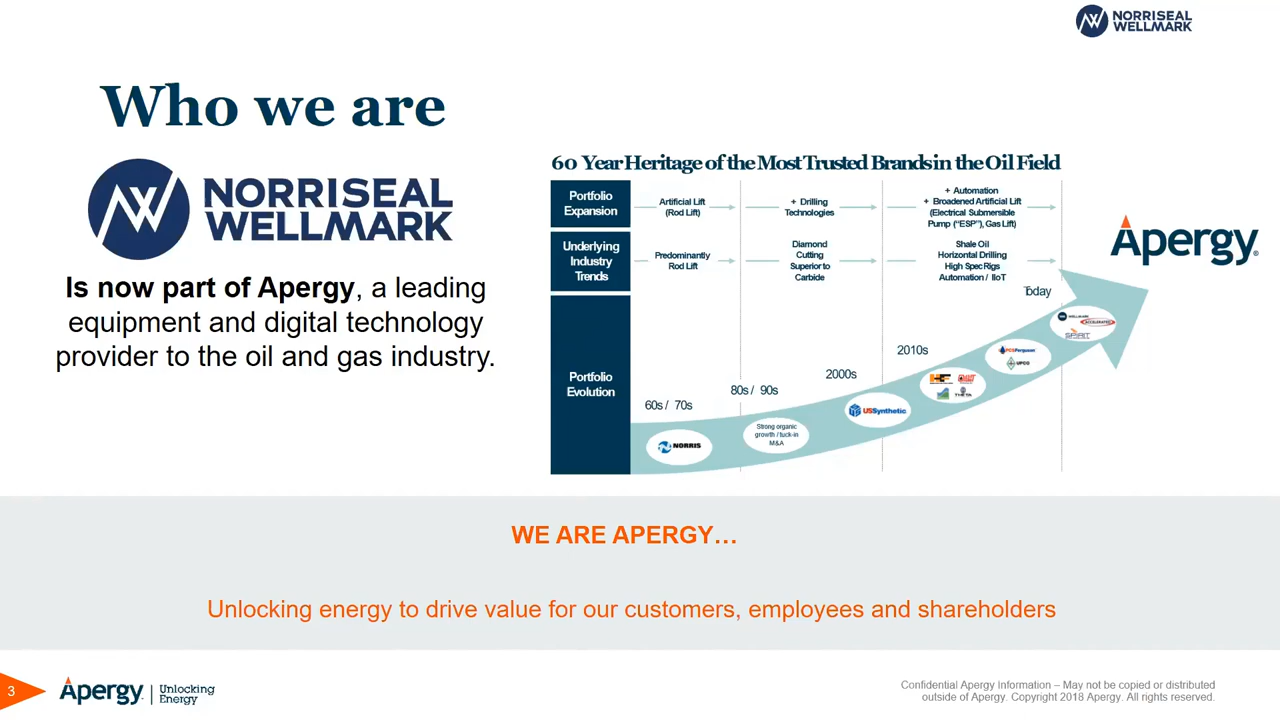 NORRISEAL
WELLMARK
Who we are
NORRISEAL
WELLMARK
Is now part of Apergy, a leading
equipment and digital technology
provider to the oil and gas industry.
60 Year Heritage of the Most Trusted Brands in the Oil Field
Portfolio
Expansion
Artificial Lift
(Rod Lift)
+ Drilling
Technologies
+ Automation
+ Broadened Artificial Lift
(Electrical Submersible
Pump ("ESP"), Gas Lift)
Underlying
Industry
Trends
Predominantly
Rod Lift
Diamond
Cutting
Superior to
Carbide
Shale Oil
Horizontal Drilling
High Spec Rigs
Automation / IIoT
Portfolio
Evolution
60s / 70s
80s / 90s
2000s
2010s
Today
NORRIS
Strong organic
growth / tuck-in
M&A
USSynthetic
THETA
PCSFerguson
UPCO
WELLMARK
ACCELERATED
SPIRIT
Apergy
WE ARE APERGY…
Unlocking energy to drive value for our customers, employees and shareholders
3
Apergy
Unlocking
Energy
Confidential Apergy Information – May not be copied or distributed
outside of Apergy. Copyright 2018 Apergy. All rights reserved.